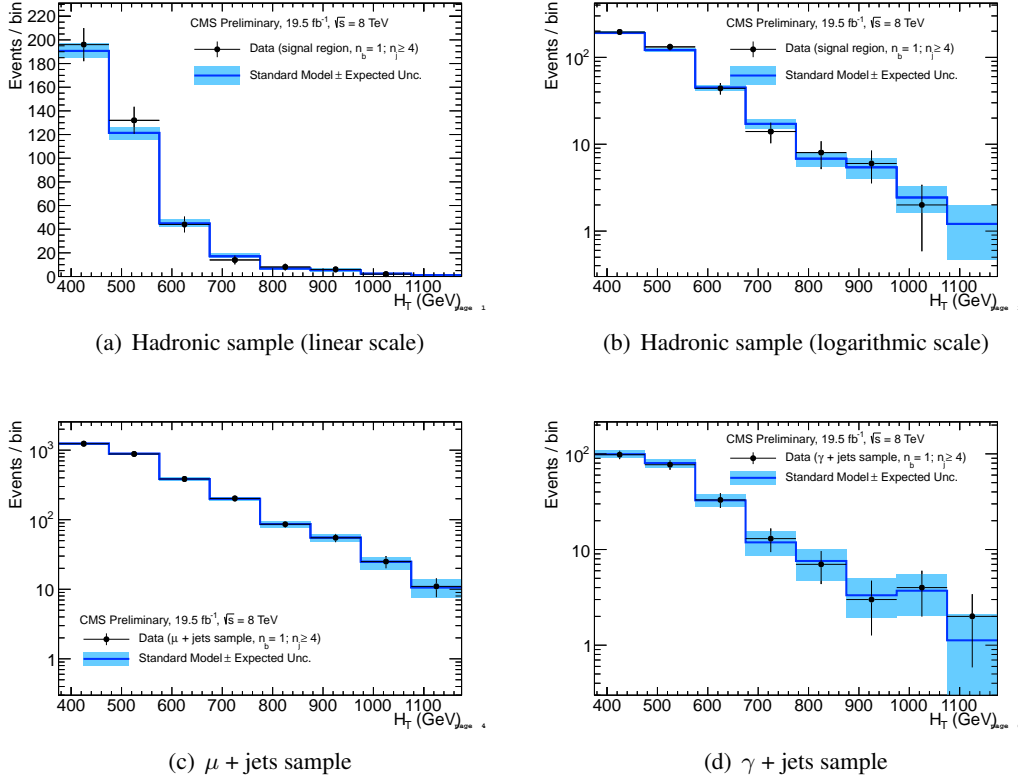 CMS Preliminary, 19.5 fb⁻¹, √s = 8 TeV
Data (signal region, n_b = 1; n_j ≥ 4)
Standard Model ± Expected Unc.
Events / bin
0 20 40 60 80 100 120 140 160 180 200 220
400 500 600 700 800 900 1000 1100
H_T (GeV)
page 1
(a) Hadronic sample (linear scale)
CMS Preliminary, 19.5 fb⁻¹, √s = 8 TeV
Data (signal region, n_b = 1; n_j ≥ 4)
Standard Model ± Expected Unc.
Events / bin
1 10 10²
400 500 600 700 800 900 1000 1100
H_T (GeV)
page
(b) Hadronic sample (logarithmic scale)
Events / bin
1 10 10² 10³
CMS Preliminary, 19.5 fb⁻¹, √s = 8 TeV
Data (μ + jets sample, n_b = 1; n_j ≥ 4)
Standard Model ± Expected Unc.
400 500 600 700 800 900 1000 1100
H_T (GeV)
page 4
(c) μ + jets sample
CMS Preliminary, 19.5 fb⁻¹, √s = 8 TeV
Data (γ + jets sample, n_b = 1; n_j ≥ 4)
Standard Model ± Expected Unc.
Events / bin
1 10 10²
400 500 600 700 800 900 1000 1100
H_T (GeV)
page
(d) γ + jets sample